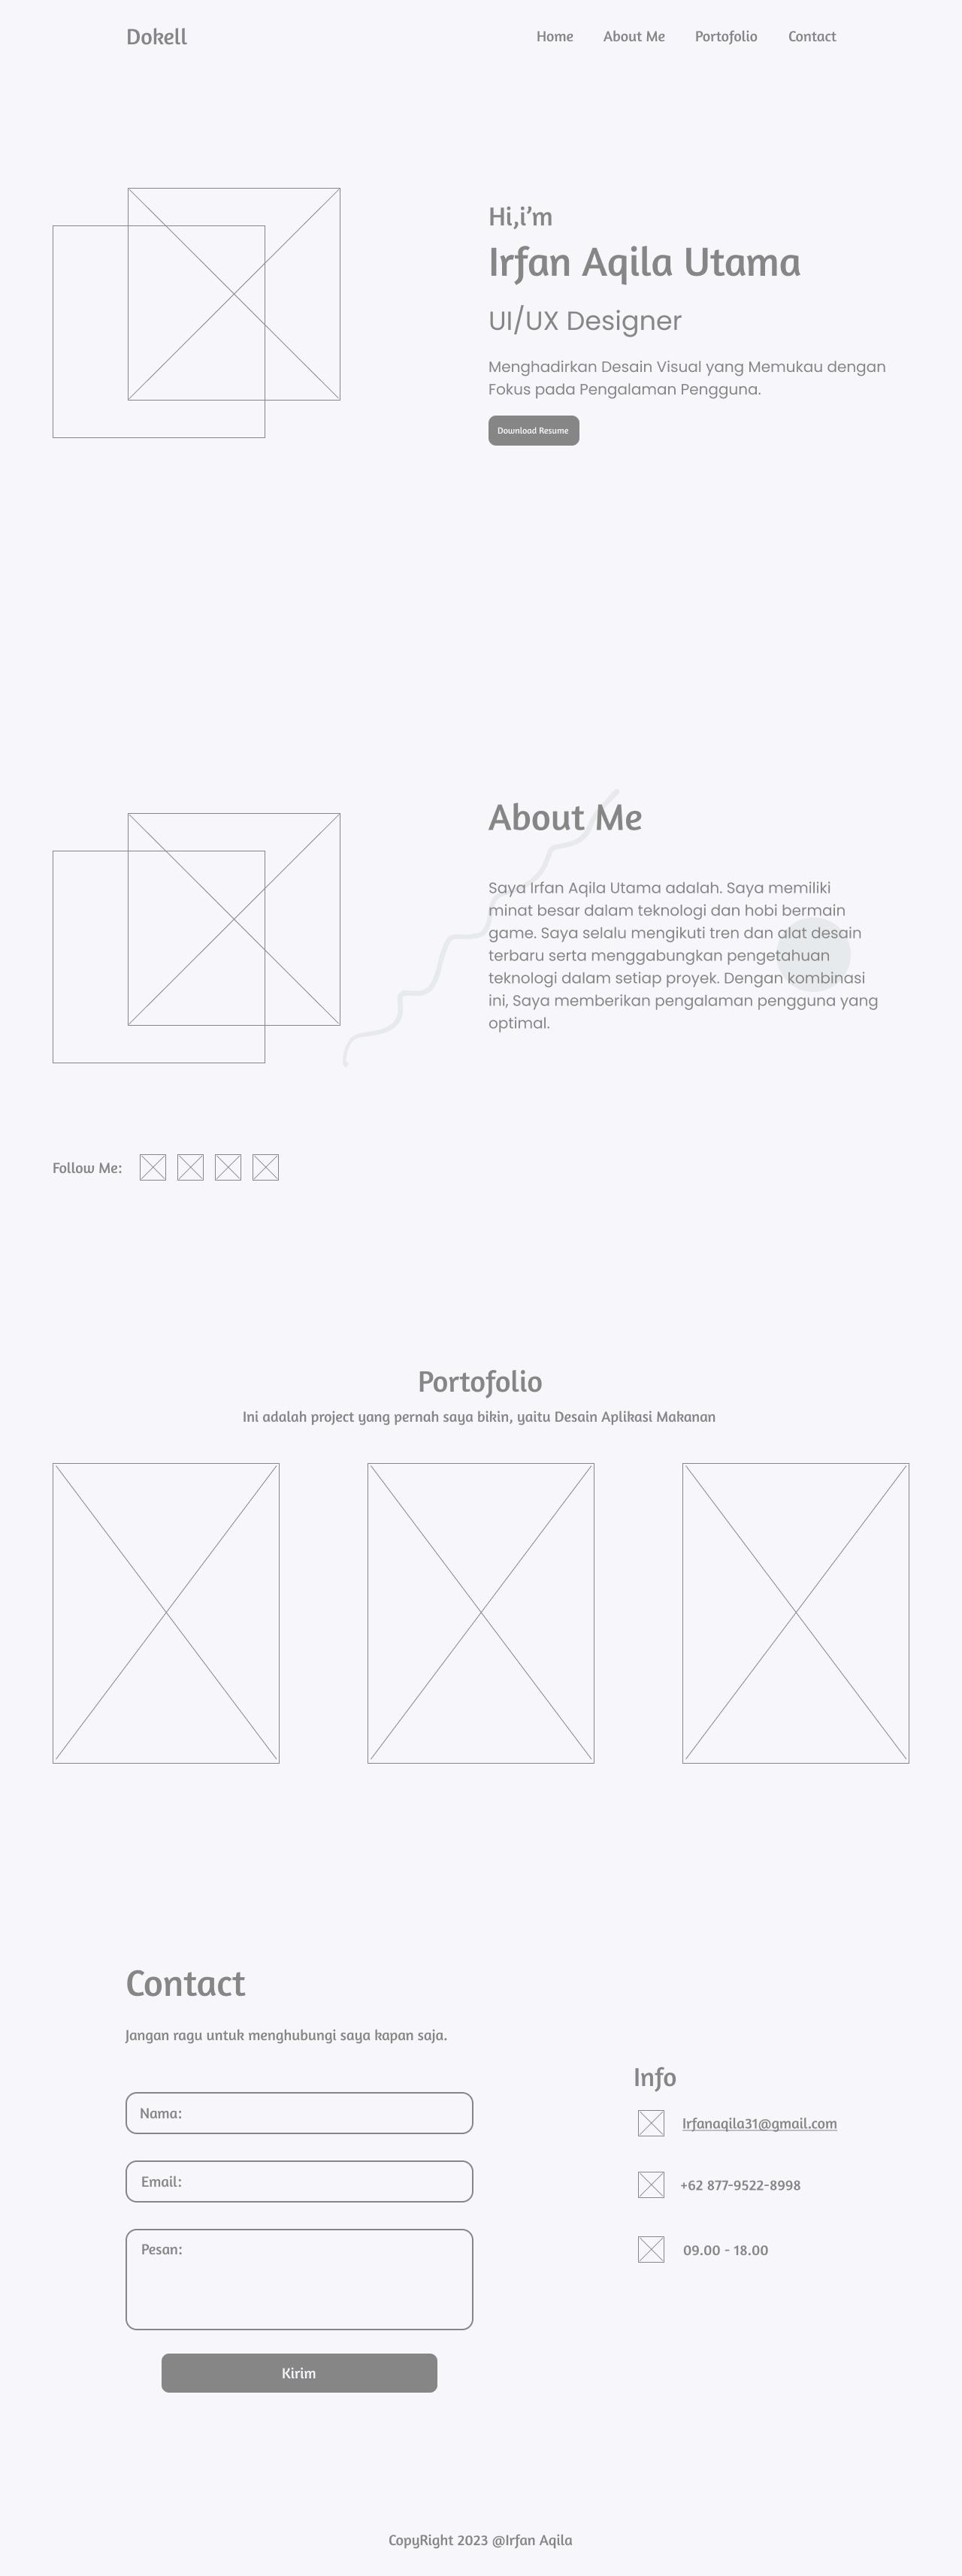 Dokell
Home About Me Portofolio Contact
Hi,i’m
Irfan Aqila Utama
UI/UX Designer
Menghadirkan Desain Visual yang Memukau dengan
Fokus pada Pengalaman Pengguna.
Download Resume
About Me
Saya Irfan Aqila Utama adalah. Saya memiliki
minat besar dalam teknologi dan hobi bermain
game. Saya selalu mengikuti tren dan alat desain
terbaru serta menggabungkan pengetahuan
teknologi dalam setiap proyek. Dengan kombinasi
ini, Saya memberikan pengalaman pengguna yang
optimal.
Follow Me:
Portofolio
Ini adalah project yang pernah saya bikin, yaitu Desain Aplikasi Makanan
Contact
Jangan ragu untuk menghubungi saya kapan saja.
Nama:
Email:
Pesan:
Kirim
Info
Irfanaqila31@gmail.com
+62 877-9522-8998
09.00 - 18.00
CopyRight 2023 @Irfan Aqila